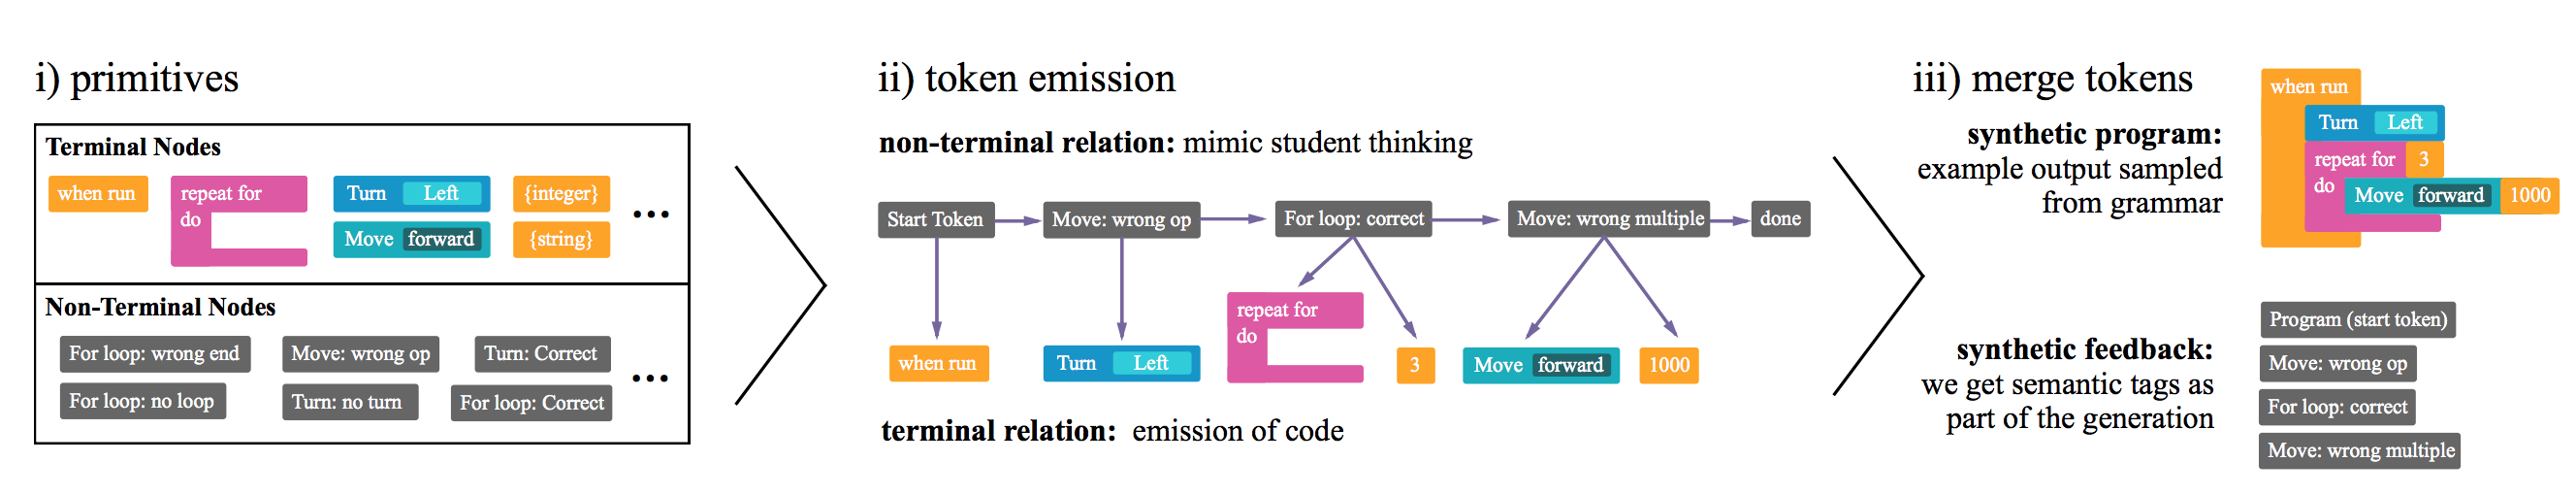 i) primitives
Terminal Nodes
when run
repeat for
do
Turn Left
Move forward
{integer}
{string}
...
Non-Terminal Nodes
For loop: wrong end
Move: wrong op
Turn: Correct
For loop: no loop
Turn: no turn
For loop: Correct
...
ii) token emission
non-terminal relation: mimic student thinking
Start Token
Move: wrong op
For loop: correct
Move: wrong multiple
done
when run
Turn Left
repeat for
do
3
Move forward
1000
terminal relation: emission of code
iii) merge tokens
synthetic program:
example output sampled
from grammar
when run
Turn Left
repeat for 3
do
Move forward 1000
synthetic feedback:
we get semantic tags as
part of the generation
Program (start token)
Move: wrong op
For loop: correct
Move: wrong multiple